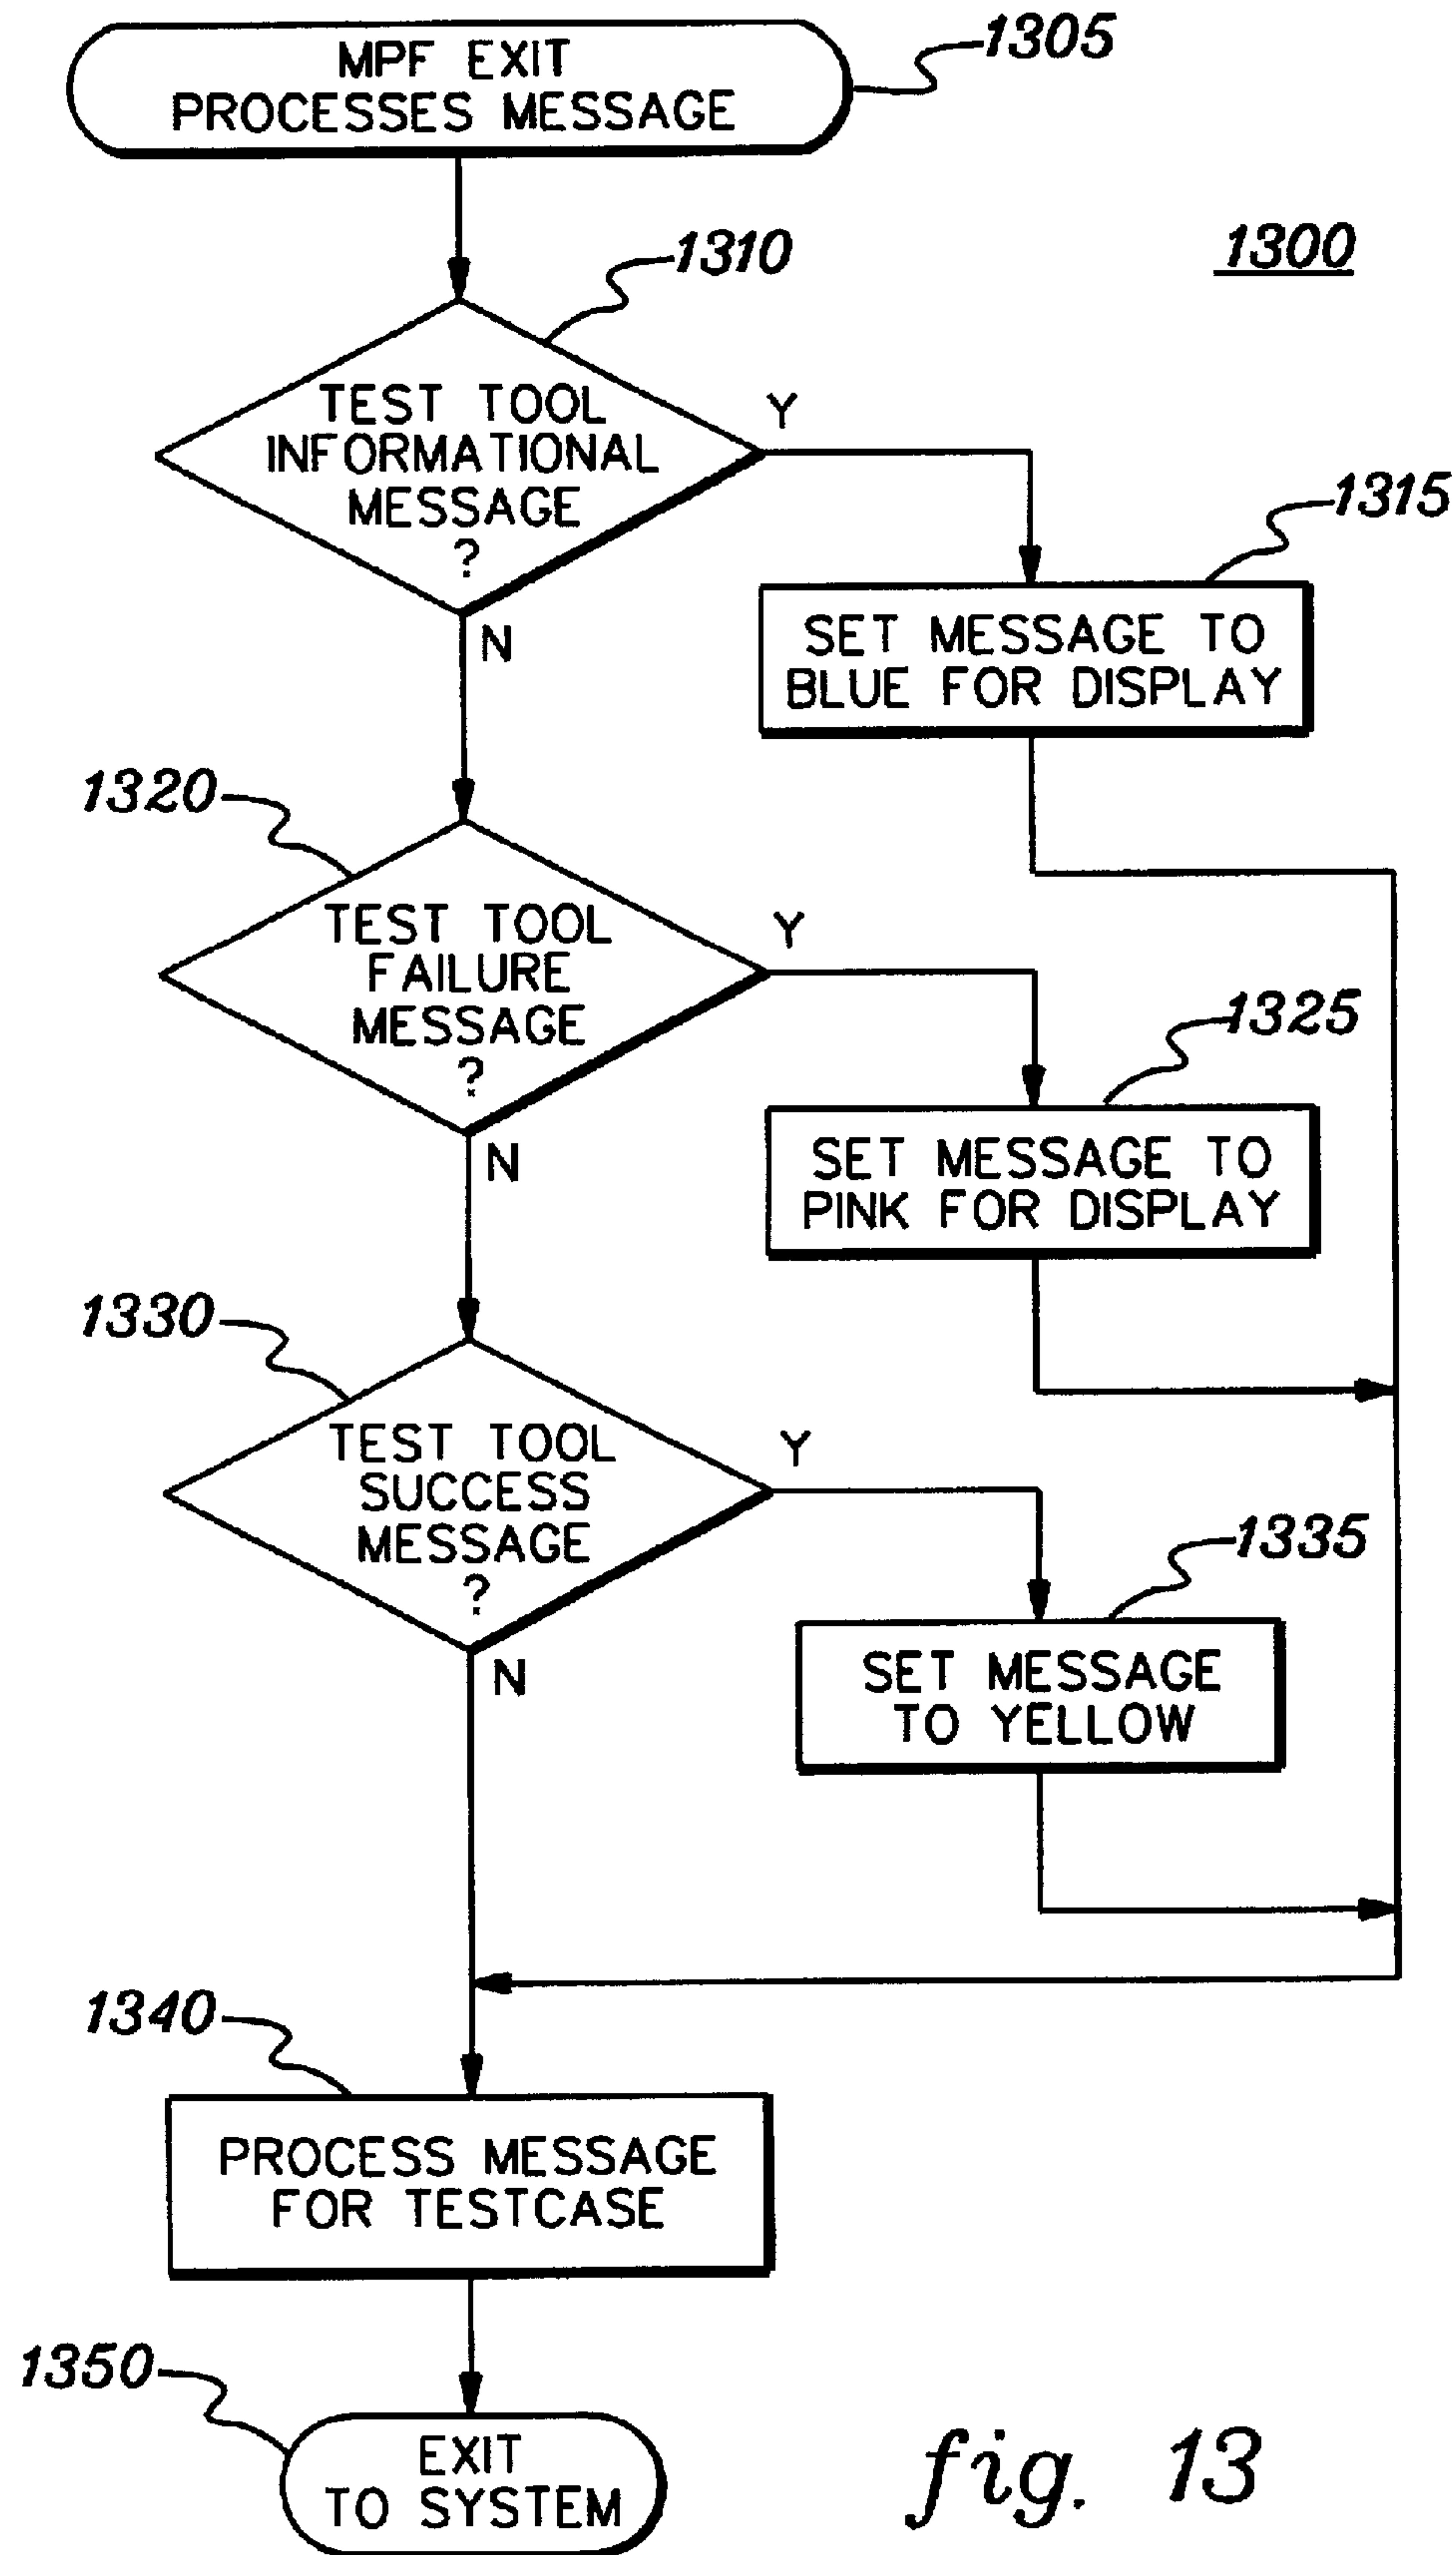 MPF EXIT
PROCESSES MESSAGE
1305
1300
1310
TEST TOOL
INFORMATIONAL
MESSAGE
?
Y
N
1315
SET MESSAGE TO
BLUE FOR DISPLAY
1320
TEST TOOL
FAILURE
MESSAGE
?
Y
N
1325
SET MESSAGE TO
PINK FOR DISPLAY
1330
TEST TOOL
SUCCESS
MESSAGE
?
Y
N
1335
SET MESSAGE
TO YELLOW
1340
PROCESS MESSAGE
FOR TESTCASE
1350
EXIT
TO SYSTEM
fig. 13